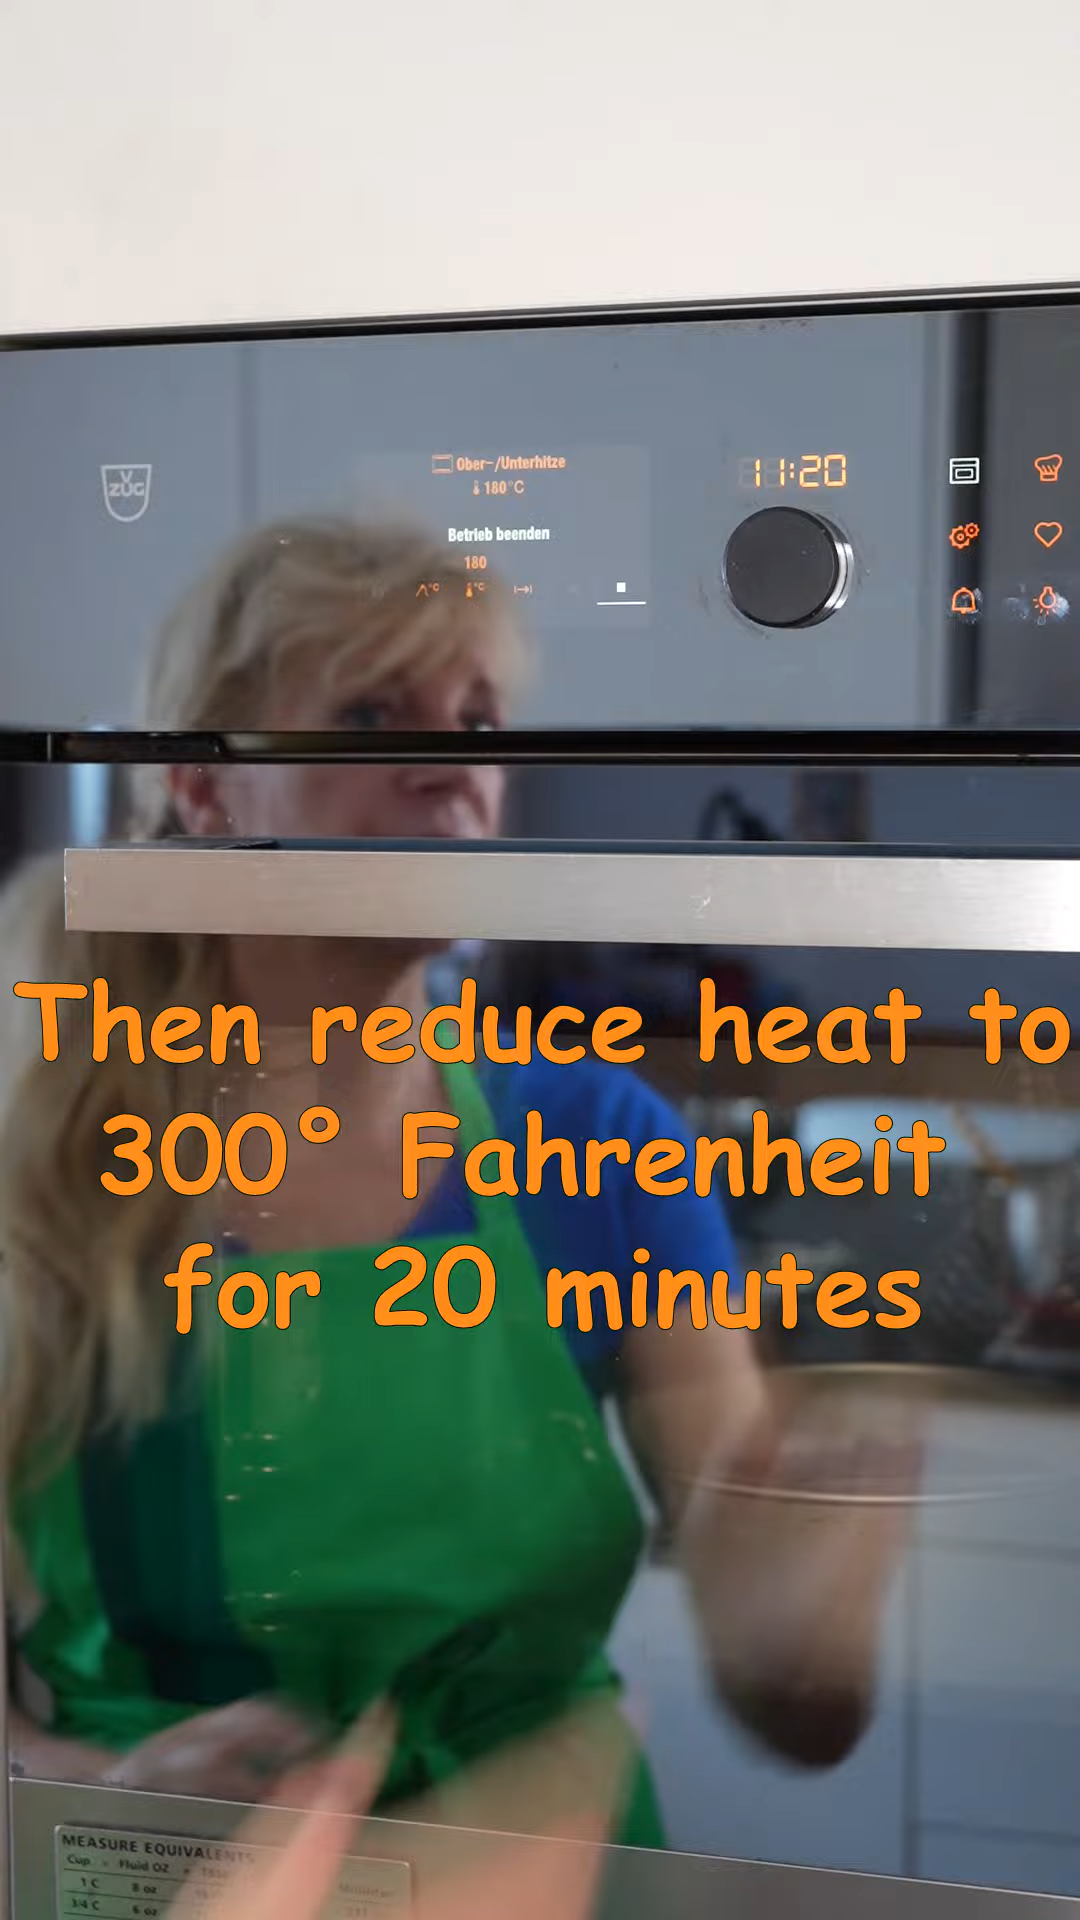 V
ZUG
Ober-/Unterhitze
180°C
11:20
Betrieb beenden
180
°C °C
Then reduce heat to
300° Fahrenheit
for 20 minutes
MEASURE EQUIVALENTS
Cup = Fluid OZ =
1 C 8 oz
3/4 C 6 oz